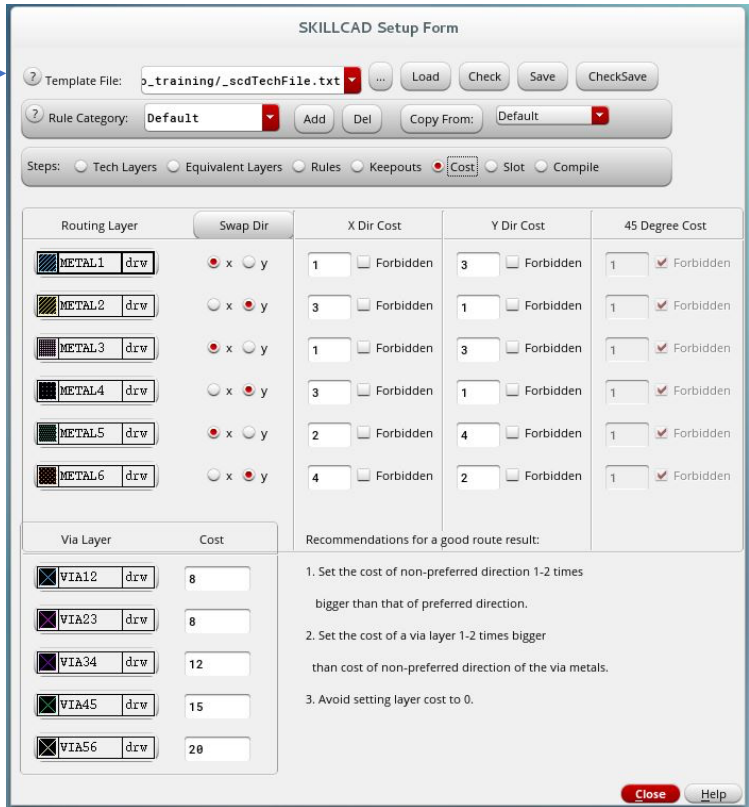 SKILLCAD Setup Form
? Template File: o_training/_scdTechFile.txt ... Load Check Save CheckSave
? Rule Category: Default Add Del Copy From: Default
Steps: Tech Layers Equivalent Layers Rules Keepouts Cost Slot Compile
Routing Layer Swap Dir X Dir Cost Y Dir Cost 45 Degree Cost
METAL1 drw x y 1 Forbidden 3 Forbidden 1 Forbidden
METAL2 drw x y 3 Forbidden 1 Forbidden 1 Forbidden
METAL3 drw x y 1 Forbidden 3 Forbidden 1 Forbidden
METAL4 drw x y 3 Forbidden 1 Forbidden 1 Forbidden
METAL5 drw x y 2 Forbidden 4 Forbidden 1 Forbidden
METAL6 drw x y 4 Forbidden 2 Forbidden 1 Forbidden
Via Layer Cost
VIA12 drw 8
VIA23 drw 8
VIA34 drw 12
VIA45 drw 15
VIA56 drw 20
Recommendations for a good route result:
1. Set the cost of non-preferred direction 1-2 times
bigger than that of preferred direction.
2. Set the cost of a via layer 1-2 times bigger
than cost of non-preferred direction of the via metals.
3. Avoid setting layer cost to 0.
Close Help